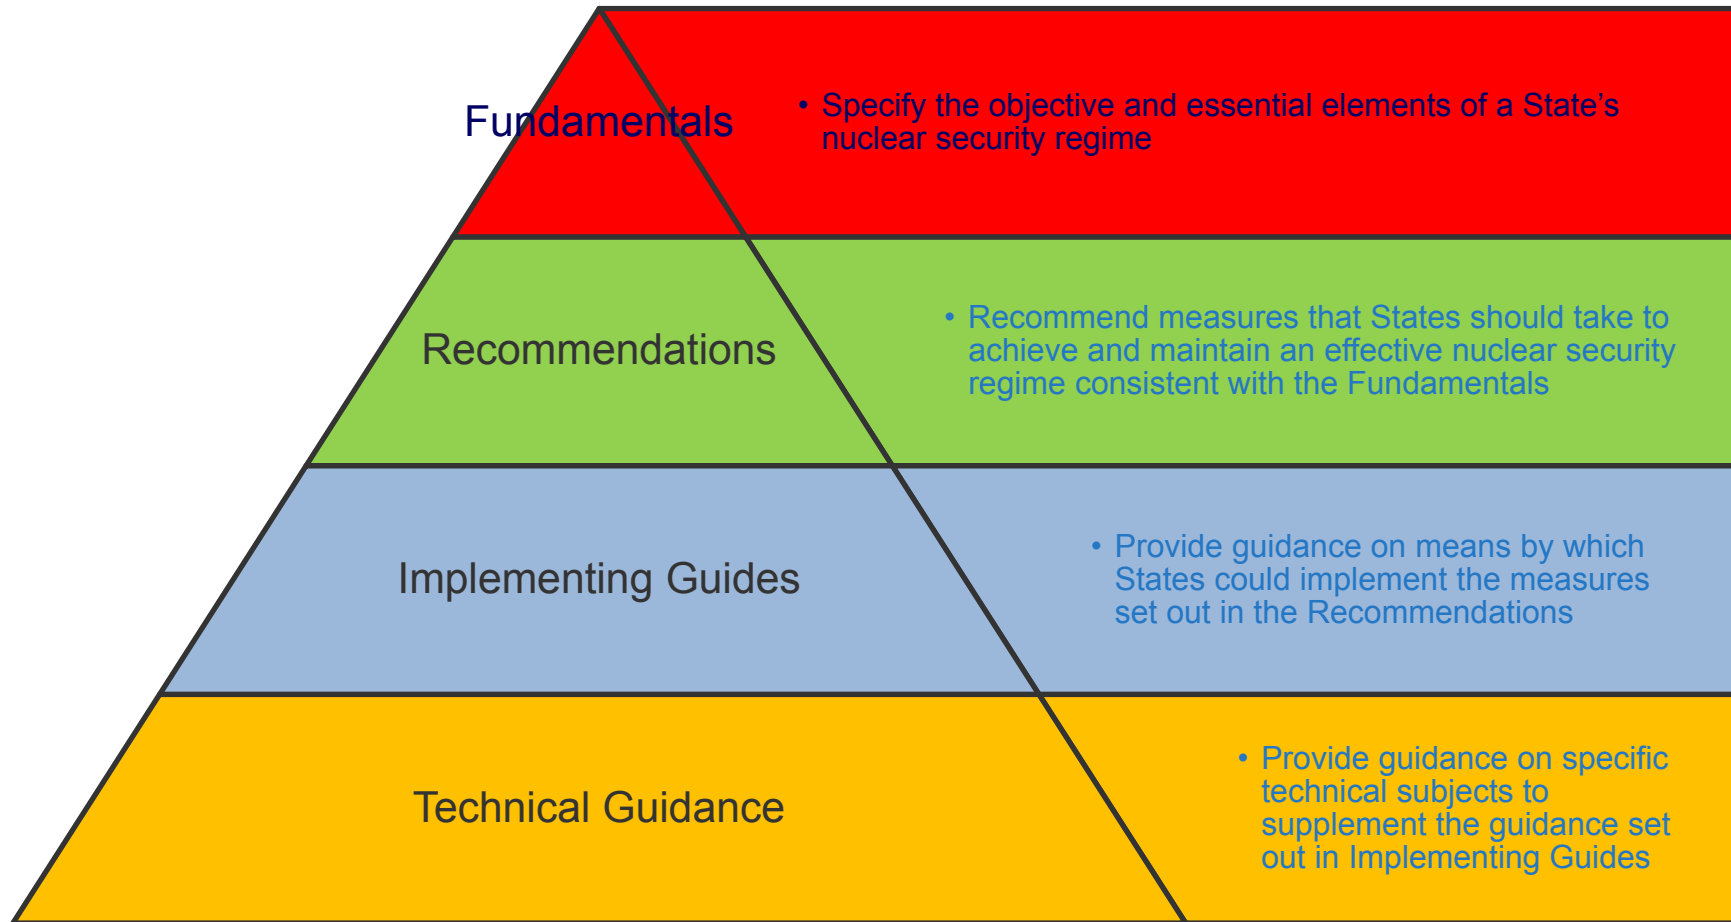 Fundamentals
• Specify the objective and essential elements of a State's
nuclear security regime
Recommendations
• Recommend measures that States should take to
achieve and maintain an effective nuclear security
regime consistent with the Fundamentals
Implementing Guides
• Provide guidance on means by which
States could implement the measures
set out in the Recommendations
Technical Guidance
• Provide guidance on specific
technical subjects to
supplement the guidance set
out in Implementing Guides